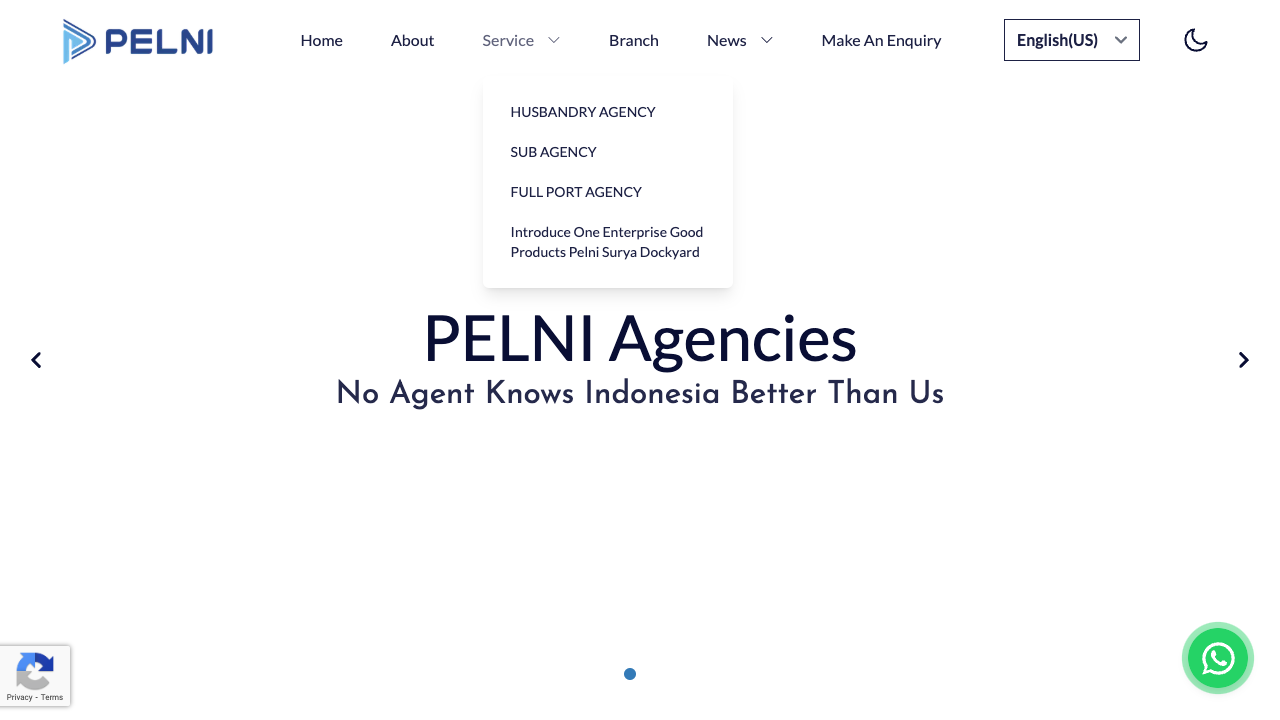 PELNI
Home
About
Service
Branch
News
Make An Enquiry
English(US)
HUSBANDRY AGENCY
SUB AGENCY
FULL PORT AGENCY
Introduce One Enterprise Good
Products Pelni Surya Dockyard
PELNI Agencies
No Agent Knows Indonesia Better Than Us
Privacy - Terms